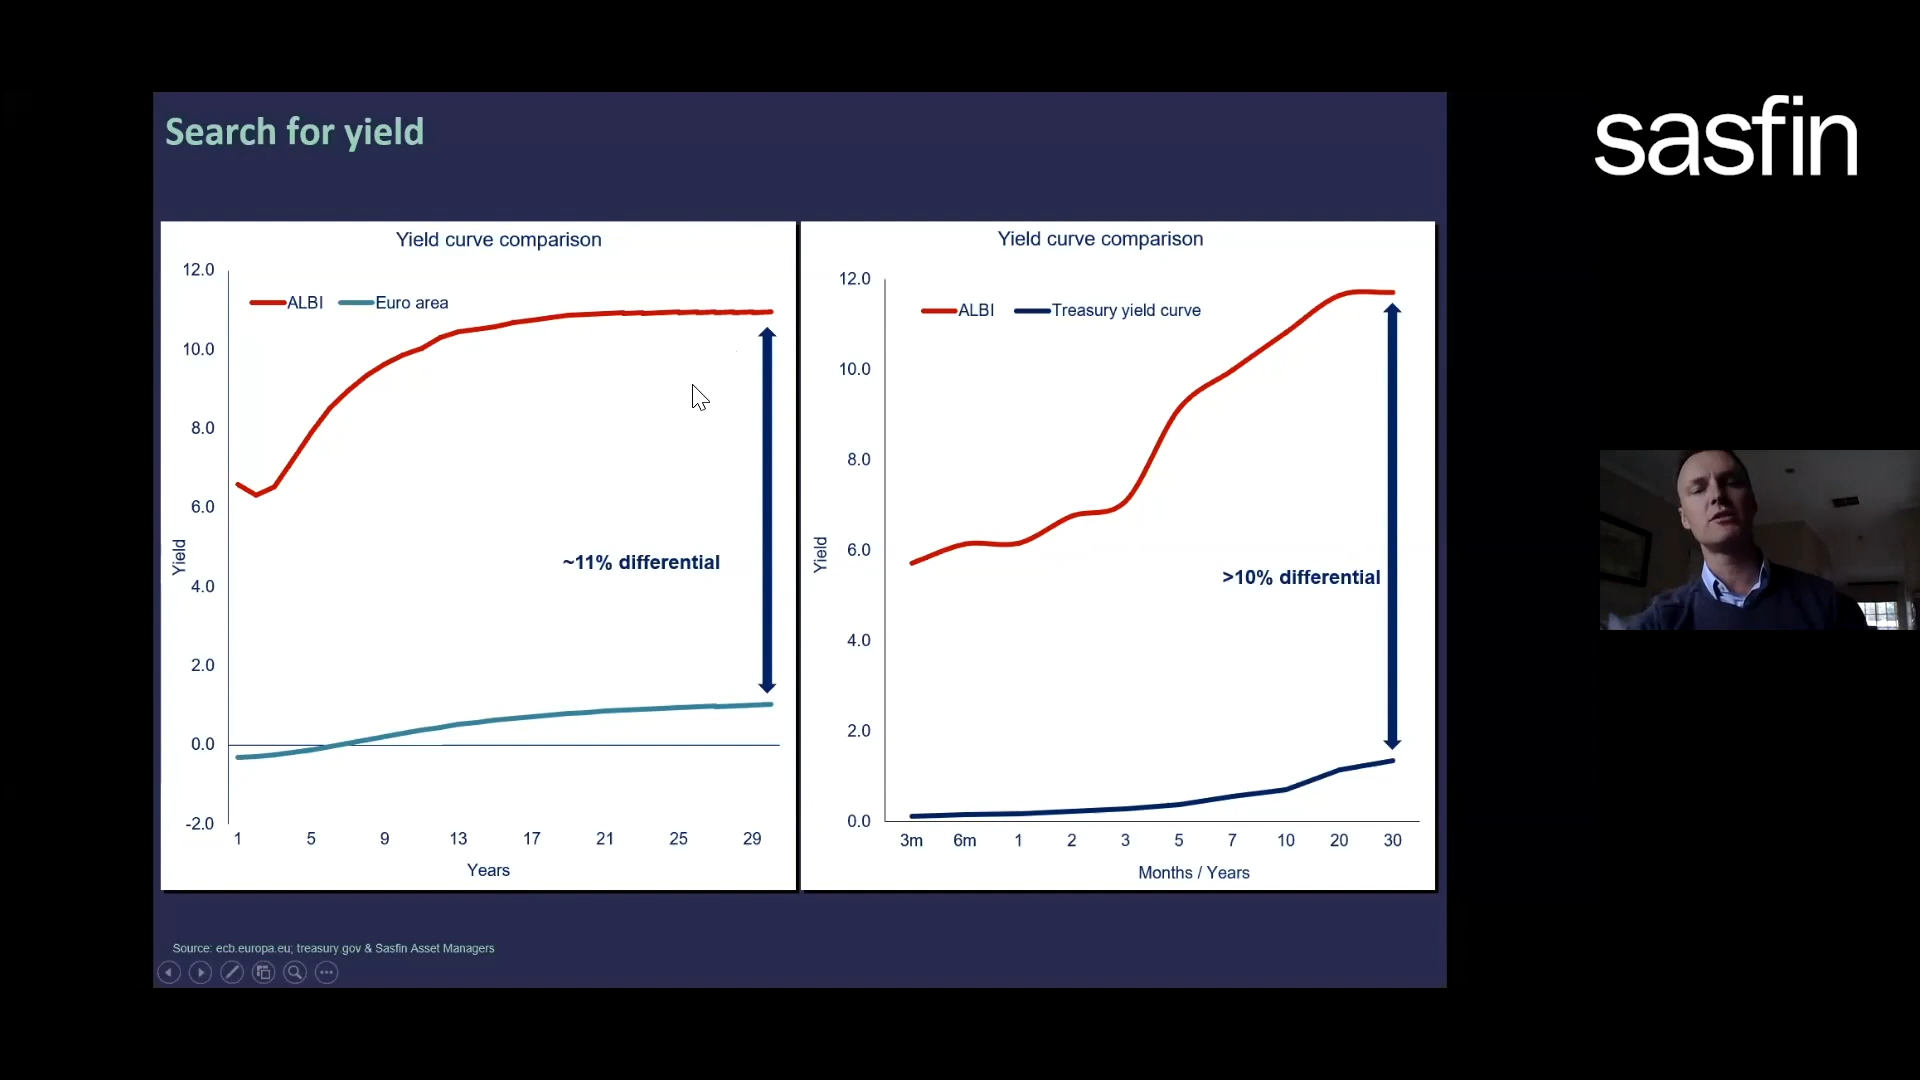 Search for yield
sasfin
Yield curve comparison
12.0
10.0
8.0
6.0
4.0
2.0
0.0
-2.0
ALBI
Euro area
~11% differential
Yield
1 5 9 13 17 21 25 29
Years
Yield curve comparison
12.0
10.0
8.0
6.0
4.0
2.0
0.0
ALBI
Treasury yield curve
>10% differential
Yield
3m 6m 1 2 3 5 7 10 20 30
Months / Years
Source: ecb.europa.eu; treasury.gov & Sasfin Asset Managers